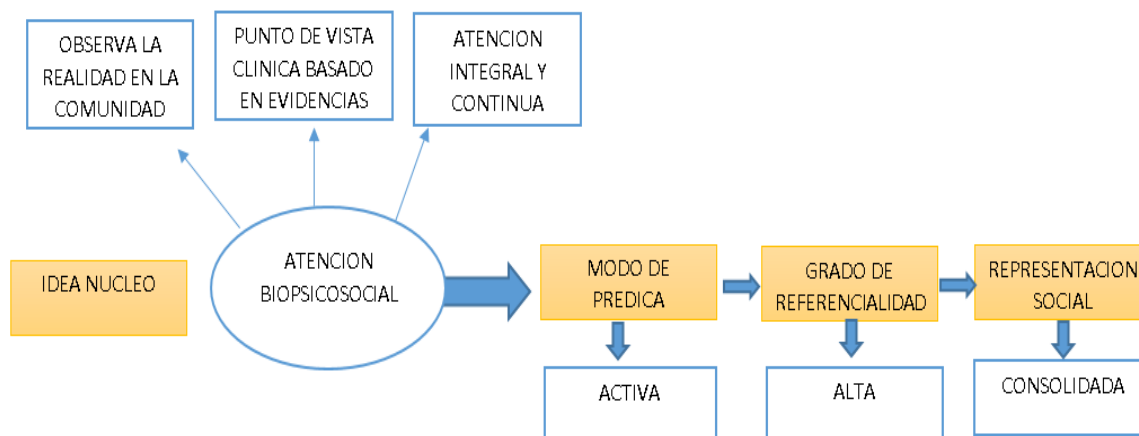 OBSERVA LA
REALIDAD EN LA
COMUNIDAD
PUNTO DE VISTA
CLINICA BASADO
EN EVIDENCIAS
ATENCION
INTEGRAL Y
CONTINUA
IDEA NUCLEO
ATENCION
BIOPSICOSOCIAL
MODO DE
PREDICA
GRADO DE
REFERENCIALIDAD
REPRESENTACION
SOCIAL
ACTIVA
ALTA
CONSOLIDADA